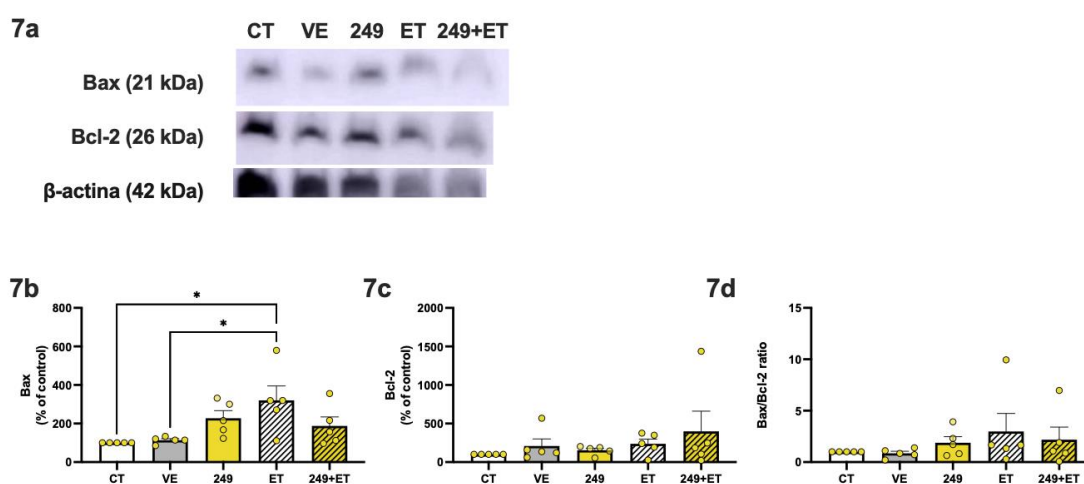 7a
CT VE 249 ET 249+ET
Bax (21 kDa)
Bcl-2 (26 kDa)
β-actina (42 kDa)
7b
Bax
(% of control)
800
600
400
200
0
*
*
CT VE 249 ET 249+ET
7c
Bcl-2
(% of control)
2000
1500
1000
500
0
CT VE 249 ET 249+ET
7d
Bax/Bcl-2 ratio
15
10
5
0
CT VE 249 ET 249+ET